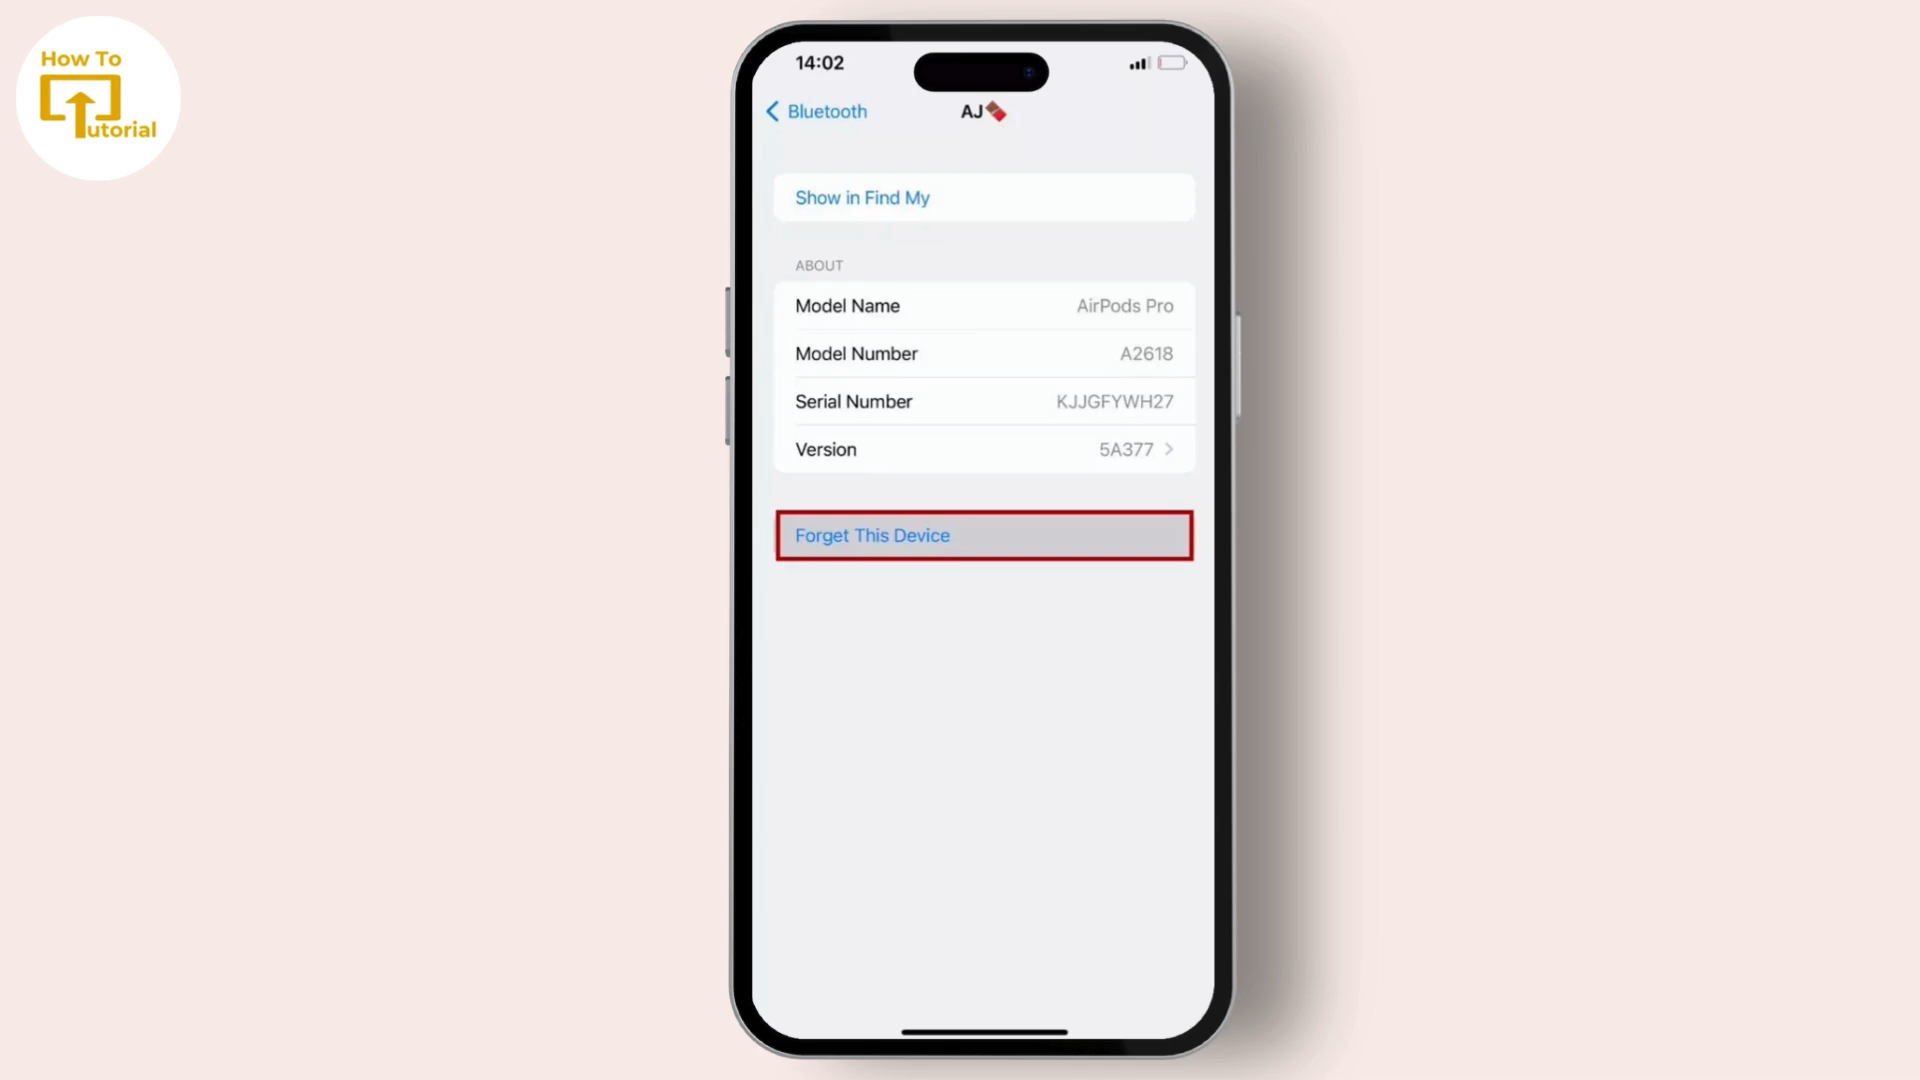 How To
Tutorial
14:02
Bluetooth
AJ🍫
Show in Find My
ABOUT
Model Name AirPods Pro
Model Number A2618
Serial Number KJJGFYWH27
Version 5A377
Forget This Device